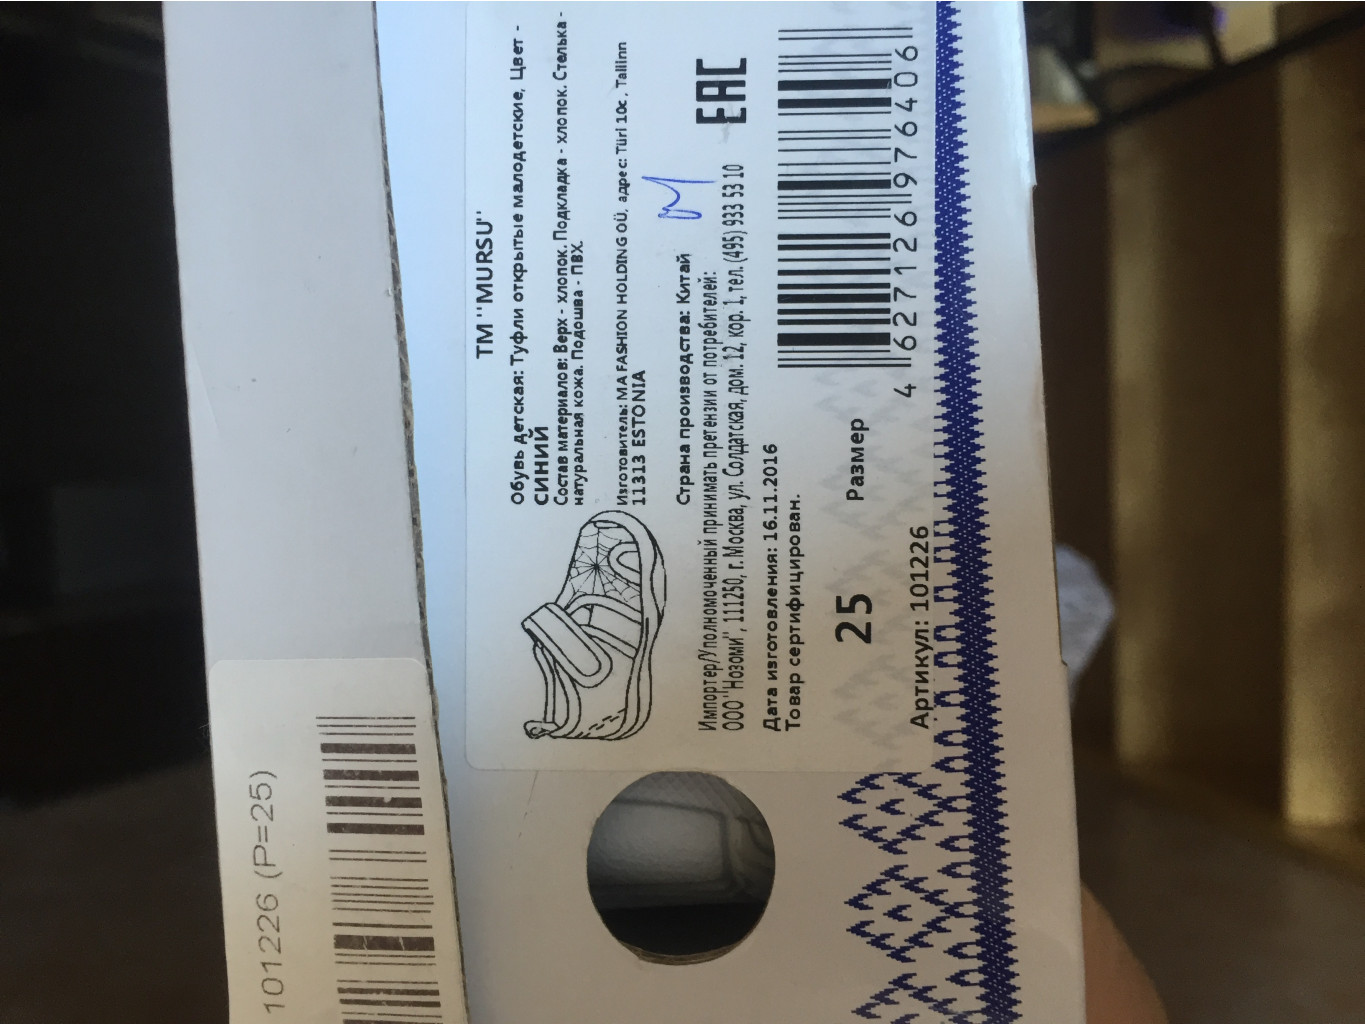 ТМ "MURSU"
Обувь детская: Туфли открытые малодетские, Цвет -
СИНИЙ
Состав материалов: Верх - хлопок. Подкладка - хлопок. Стелька -
натуральная кожа. Подошва - ПВХ.
Изготовитель: MA FASHION HOLDING OÜ, адрес: Türi 10c, Tallinn
11313 ESTONIA
Страна производства: Китай
EAC
Импортер/Уполномоченный принимать претензии от потребителей:
ООО "Нозоми", 111250, г. Москва, ул. Солдатская, дом. 12, кор. 1, тел. (495) 933 53 10
Дата изготовления: 16.11.2016
Товар сертифицирован.
25 Размер
4 627126 976406
Артикул: 101226
101226 (P=25)